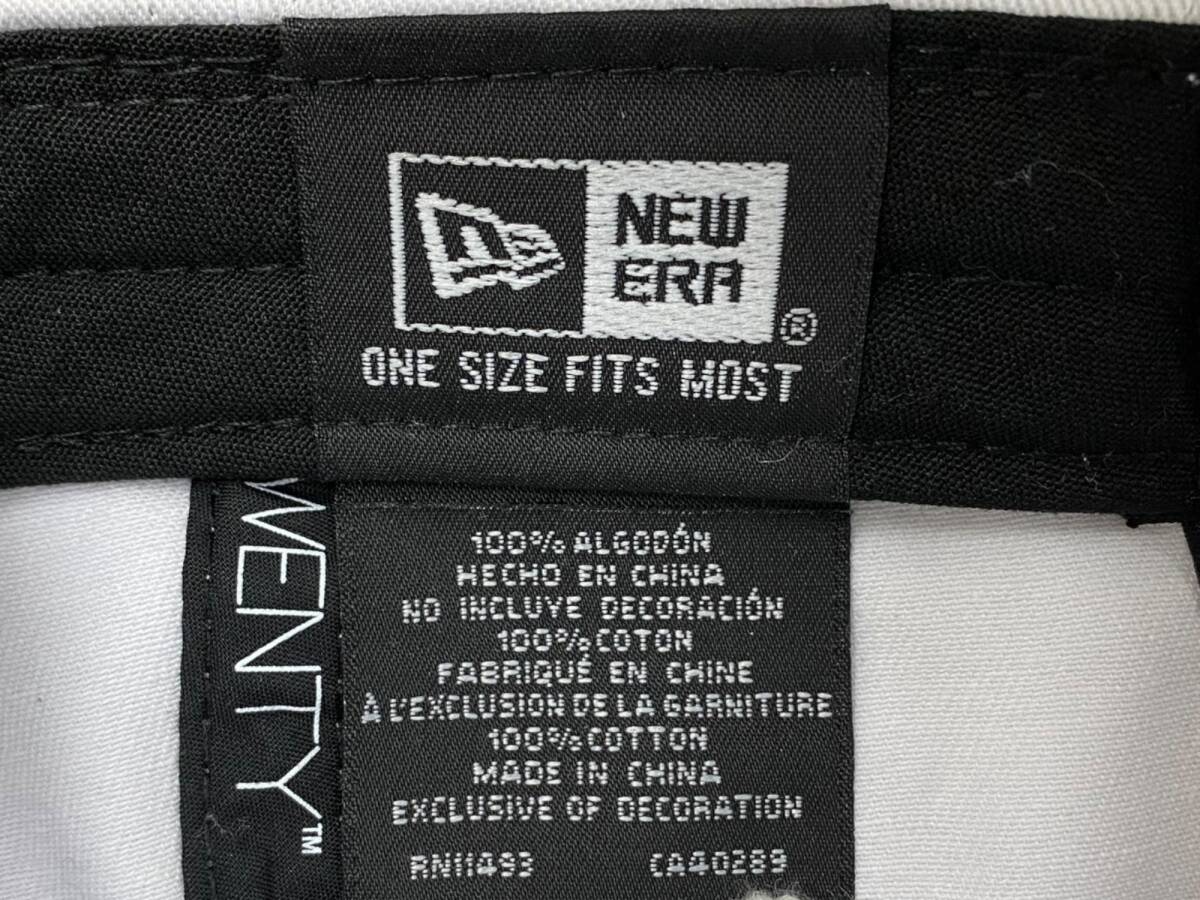 NEW
ERA
®
ONE SIZE FITS MOST
WENTY™
100% ALGODÓN
HECHO EN CHINA
NO INCLUYE DECORACIÓN
100% COTON
FABRIQUÉ EN CHINE
À L'EXCLUSION DE LA GARNITURE
100% COTTON
MADE IN CHINA
EXCLUSIVE OF DECORATION
RN11493 CA40289